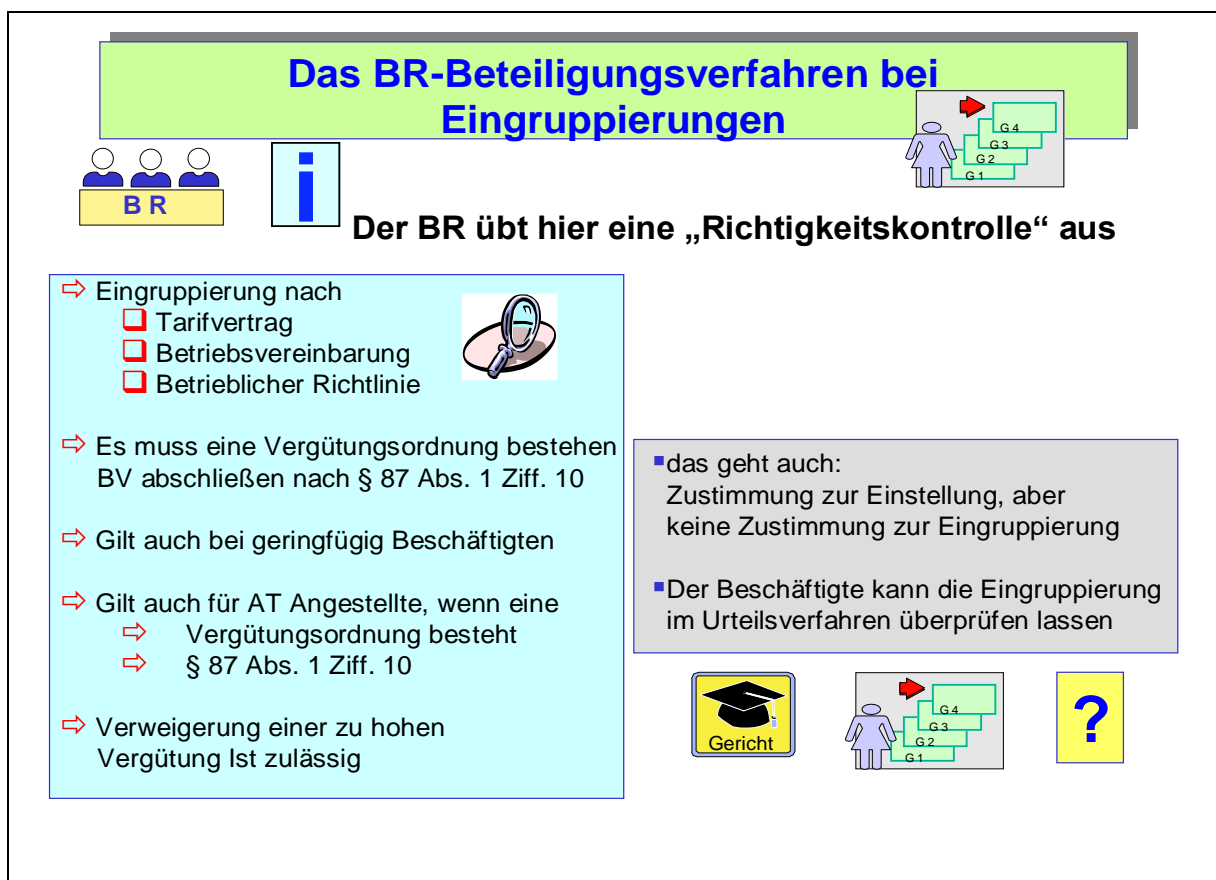 Das BR-Beteiligungsverfahren bei
Eingruppierungen
G 4
G 3
G 2
G 1
B R
i
Der BR übt hier eine „Richtigkeitskontrolle“ aus
Eingruppierung nach
Tarifvertrag
Betriebsvereinbarung
Betrieblicher Richtlinie
Es muss eine Vergütungsordnung bestehen
BV abschließen nach § 87 Abs. 1 Ziff. 10
Gilt auch bei geringfügig Beschäftigten
Gilt auch für AT Angestellte, wenn eine
Vergütungsordnung besteht
§ 87 Abs. 1 Ziff. 10
Verweigerung einer zu hohen
Vergütung Ist zulässig
das geht auch:
Zustimmung zur Einstellung, aber
keine Zustimmung zur Eingruppierung
Der Beschäftigte kann die Eingruppierung
im Urteilsverfahren überprüfen lassen
Gericht
G 4
G 3
G 2
G 1
?